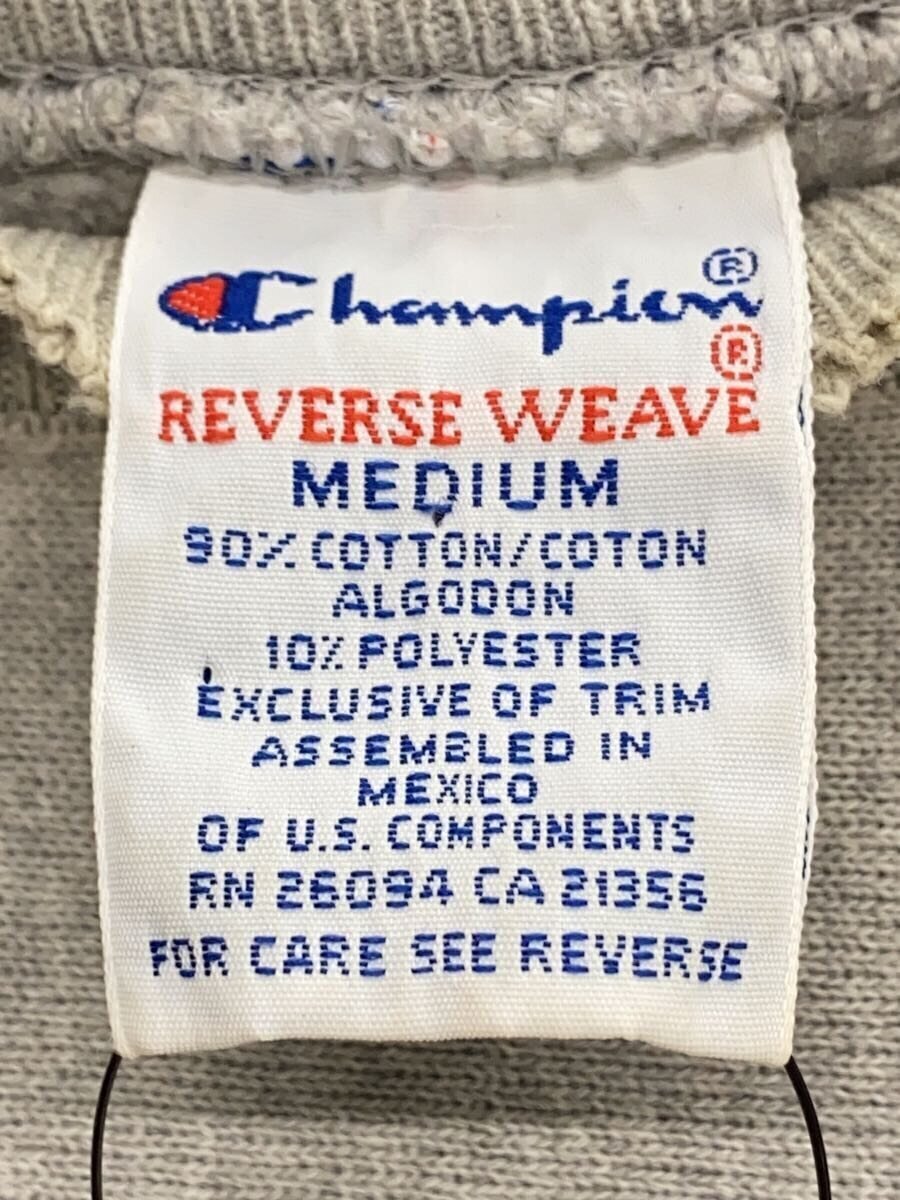 Champion ®
REVERSE WEAVE ®
MEDIUM
90% COTTON/COTON
ALGODON
10% POLYESTER
EXCLUSIVE OF TRIM
ASSEMBLED IN
MEXICO
OF U.S. COMPONENTS
RN 26094 CA 21356
FOR CARE SEE REVERSE